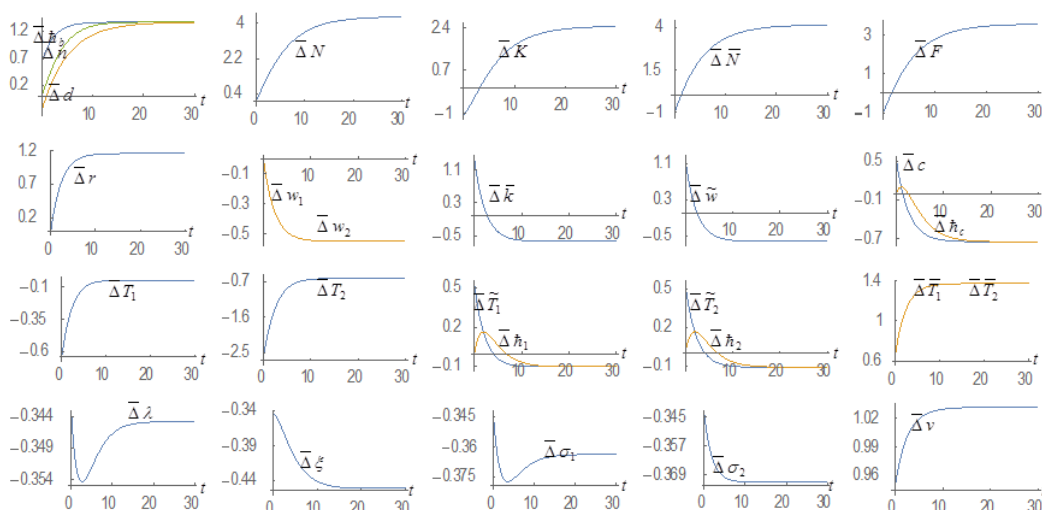 1.2 0.7 0.2 Δ̅ħ_b Δ̅n Δ̅d 10 20 30 t
4 2.2 0.4 Δ̅N 10 20 30 t
2.4 0.7 −1 Δ̅K 10 20 30 t
4 1.5 −1 Δ̅N̅ 10 20 30 t
3 1 −1 Δ̅F 10 20 30 t
1.2 0.7 0.2 Δ̅r 0 10 20 30 t
−0.1 −0.3 −0.5 Δ̅w₁ Δ̅w₂ 10 20 30 t
1.1 0.3 −0.5 Δ̅k̅ 10 20 30 t
1.1 0.3 −0.5 Δ̅w̃ 10 20 30 t
0.5 −0.1 −0.7 Δ̅c Δ̅ħ_c 10 20 30 t
−0.1 −0.35 −0.6 Δ̅T₁ 0 10 20 30 t
−0.7 −1.6 −2.5 Δ̅T₂ 0 10 20 30 t
0.5 0.2 −0.1 Δ̅T̃₁ Δ̅ħ₁ 10 20 30 t
0.5 0.2 −0.1 Δ̅T̃₂ Δ̅ħ₂ 10 20 30 t
1.4 1 0.6 Δ̅T̅₁ Δ̅T̅₂ 0 10 20 30 t
−0.344 −0.349 −0.354 Δ̅λ 0 10 20 30 t
−0.34 −0.39 −0.44 Δ̅ξ 0 10 20 30 t
−0.345 −0.36 −0.375 Δ̅σ₁ 0 10 20 30 t
−0.345 −0.357 −0.369 Δ̅σ₂ 0 10 20 30 t
1.02 0.99 0.96 Δ̅v 0 10 20 30 t